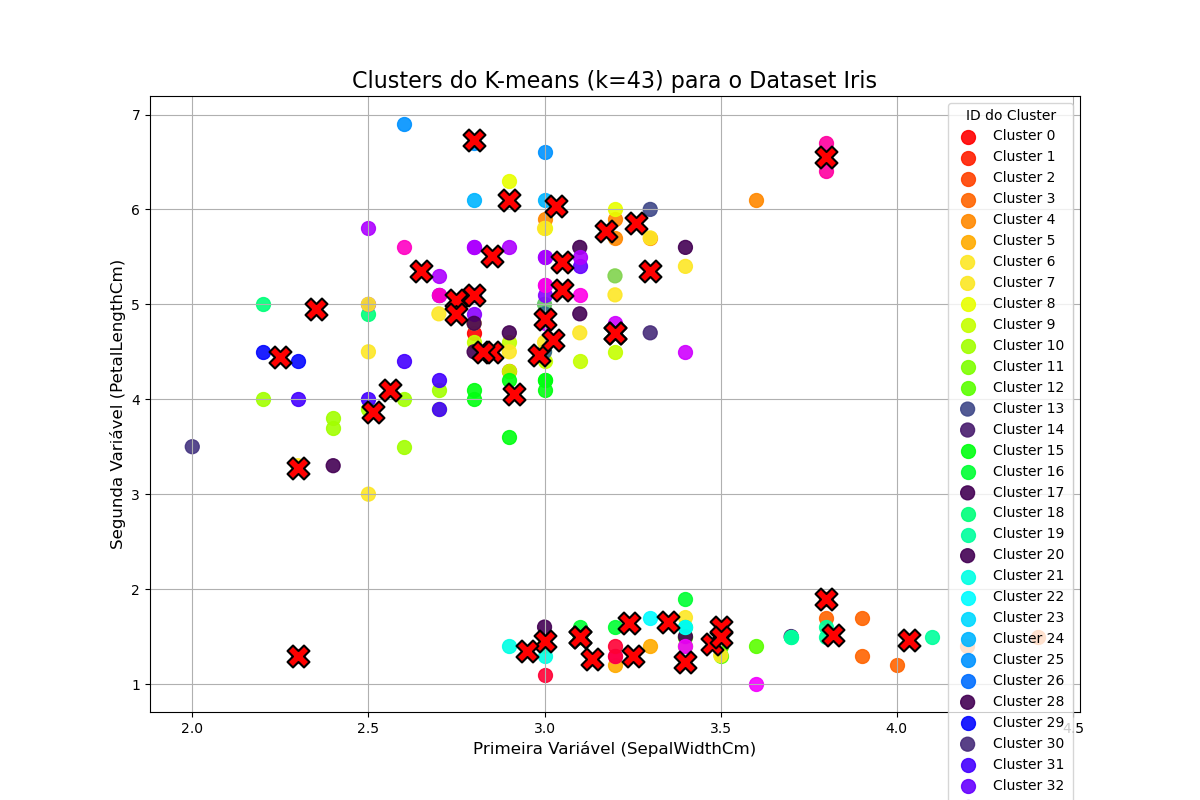 Clusters do K-means (k=43) para o Dataset Iris
7
6
5
4
3
2
1
Segunda Variável (PetalLengthCm)
2.0
2.5
3.0
3.5
4.0
4.5
Primeira Variável (SepalWidthCm)
ID do Cluster
Cluster 0
Cluster 1
Cluster 2
Cluster 3
Cluster 4
Cluster 5
Cluster 6
Cluster 7
Cluster 8
Cluster 9
Cluster 10
Cluster 11
Cluster 12
Cluster 13
Cluster 14
Cluster 15
Cluster 16
Cluster 17
Cluster 18
Cluster 19
Cluster 20
Cluster 21
Cluster 22
Cluster 23
Cluster 24
Cluster 25
Cluster 26
Cluster 28
Cluster 29
Cluster 30
Cluster 31
Cluster 32